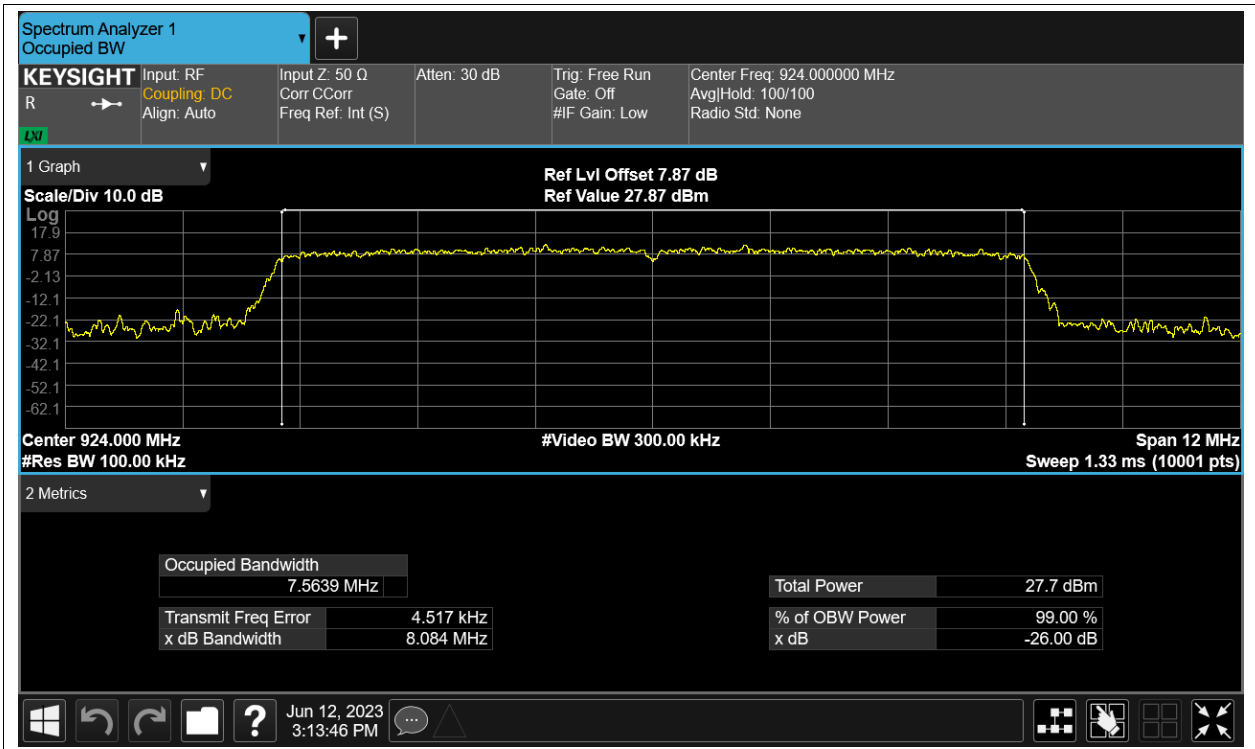 Spectrum Analyzer 1
Occupied BW
KEYSIGHT
R
LXI
Input: RF
Coupling: DC
Align: Auto
Input Z: 50 Ω
Corr CCorr
Freq Ref: Int (S)
Atten: 30 dB
Trig: Free Run
Gate: Off
#IF Gain: Low
Center Freq: 924.000000 MHz
Avg|Hold: 100/100
Radio Std: None
1 Graph
Scale/Div 10.0 dB
Ref Lvl Offset 7.87 dB
Ref Value 27.87 dBm
Log
17.9
7.87
-2.13
-12.1
-22.1
-32.1
-42.1
-52.1
-62.1
Center 924.000 MHz
#Video BW 300.00 kHz
Span 12 MHz
#Res BW 100.00 kHz
Sweep 1.33 ms (10001 pts)
2 Metrics
Occupied Bandwidth
7.5639 MHz
Total Power 27.7 dBm
Transmit Freq Error 4.517 kHz
% of OBW Power 99.00 %
x dB Bandwidth 8.084 MHz
x dB -26.00 dB
?
Jun 12, 2023
3:13:46 PM